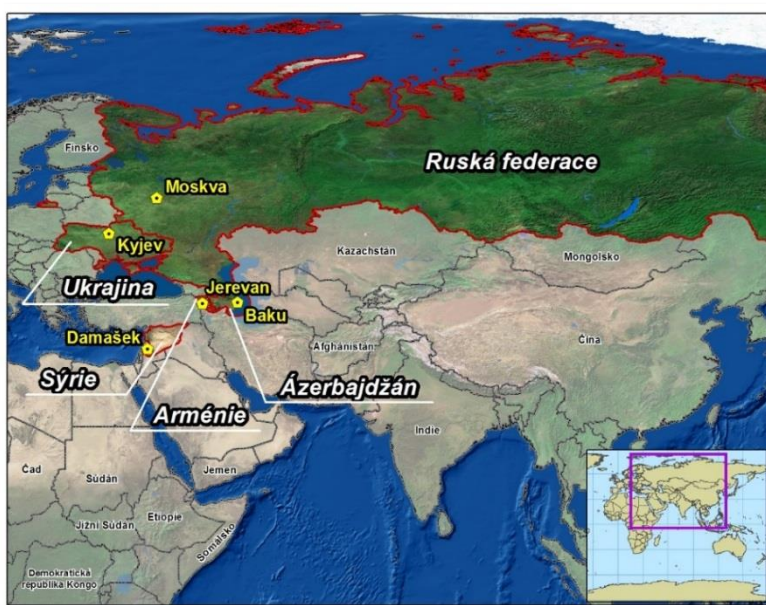 Finsko
Ruská federace
Moskva
Kyjev
Kazachstán
Mongolsko
Ukrajina
Jerevan
Baku
Damašek
Afghánistán
Čína
Sýrie
Ázerbajdžán
Arménie
Indie
Čad
Súdán
Jemen
Jižní Súdán
Etiopie
Somálsko
Demokratická
republika Kongo